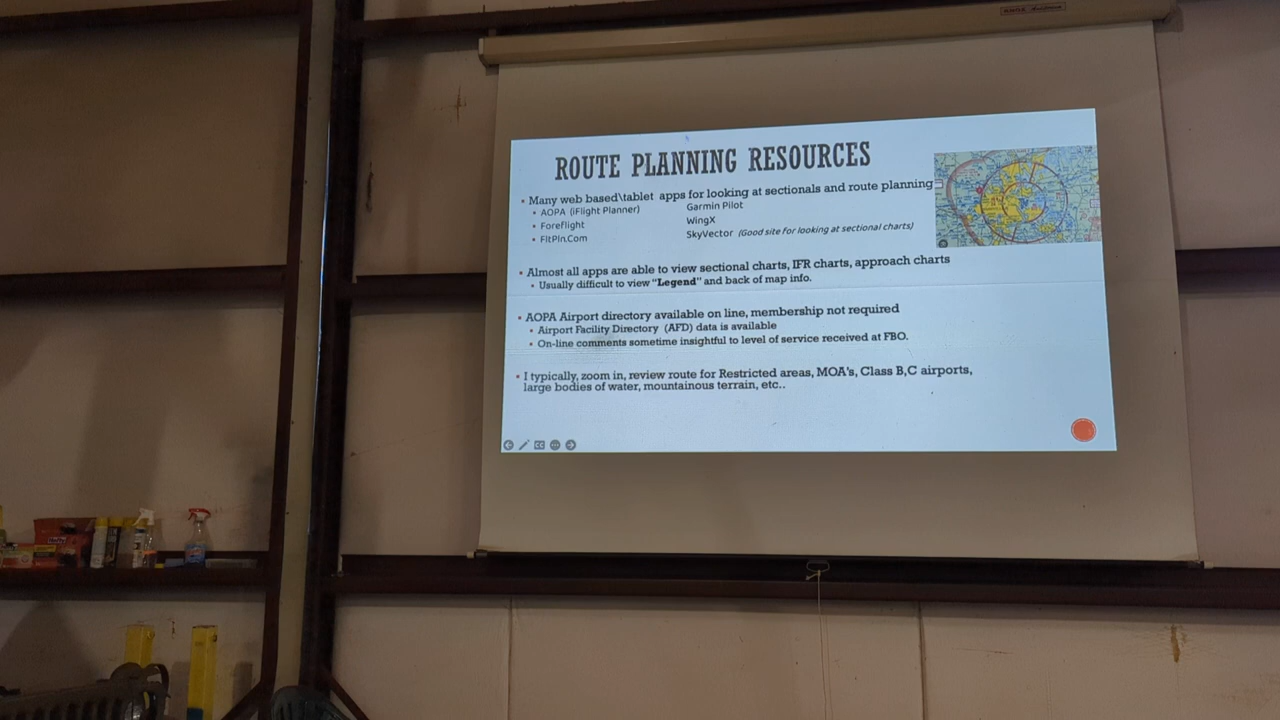 ROUTE PLANNING RESOURCES
Many web based\tablet apps for looking at sectionals and route planning
AOPA (iFlight Planner)
Foreflight
FltPln.Com
Garmin Pilot
WingX
SkyVector (Good site for looking at sectional charts)
Almost all apps are able to view sectional charts, IFR charts, approach charts
Usually difficult to view "Legend" and back of map info.
AOPA Airport directory available on line, membership not required
Airport Facility Directory (AFD) data is available
On-line comments sometime insightful to level of service received at FBO.
I typically, zoom in, review route for Restricted areas, MOA's, Class B,C airports,
large bodies of water, mountainous terrain, etc..